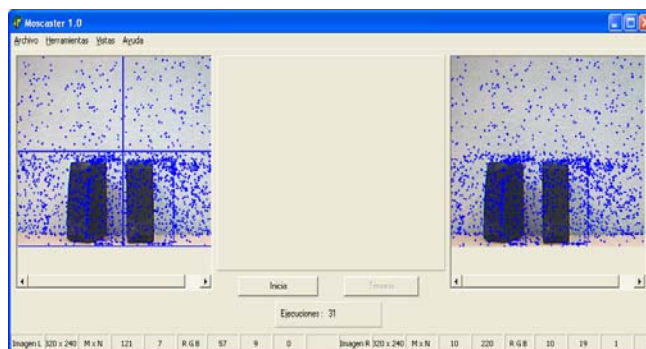 Moscaster 1.0
Archivo Herramientas Vistas Ayuda
Inicia
Ejecuciones : 31
Imagen L 320 x 240 M x N 121 7 R G B 57 9 0 Imagen R 320 x 240 M x N 10 220 R G B 10 19 1